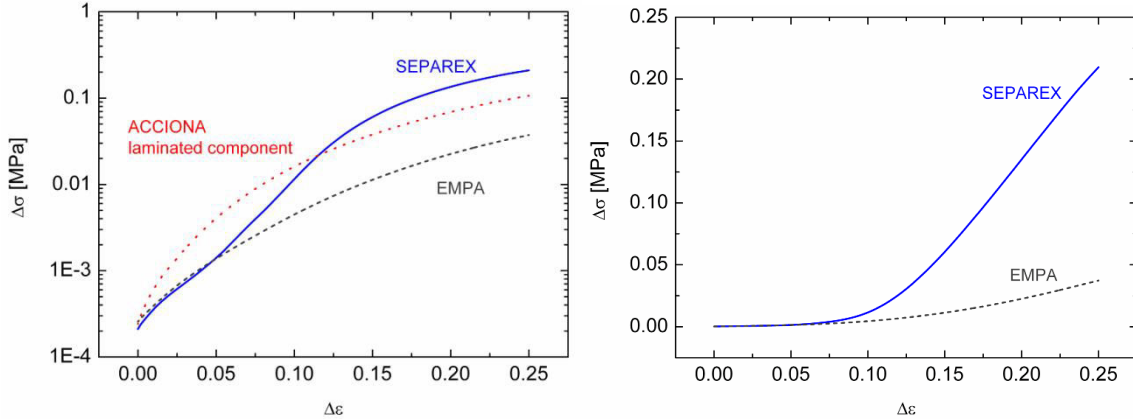 1
0.1
0.01
1E-3
1E-4
Δσ [MPa]
SEPAREX
ACCIONA
laminated component
EMPA
0.00 0.05 0.10 0.15 0.20 0.25
Δε
0.25
0.20
0.15
0.10
0.05
0.00
Δσ [MPa]
SEPAREX
EMPA
0.00 0.05 0.10 0.15 0.20 0.25
Δε